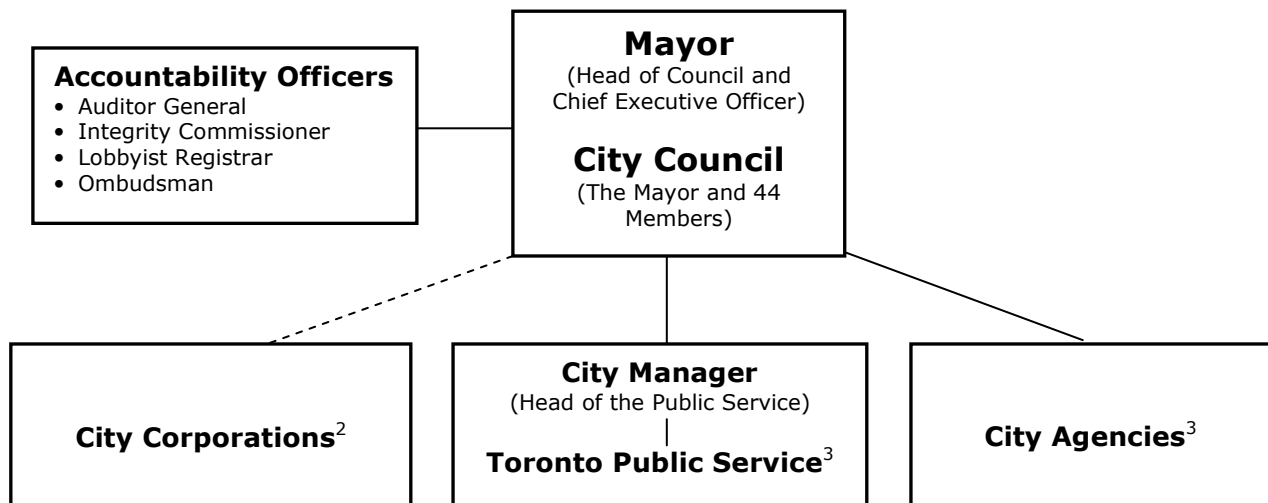 Accountability Officers
• Auditor General
• Integrity Commissioner
• Lobbyist Registrar
• Ombudsman
Mayor
(Head of Council and
Chief Executive Officer)
City Council
(The Mayor and 44
Members)
City Corporations²
City Manager
(Head of the Public Service)
Toronto Public Service³
City Agencies³